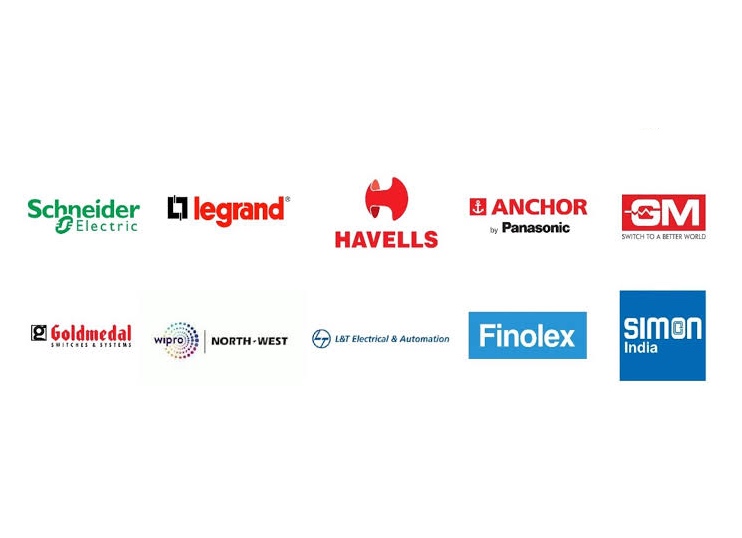 Schneider
Electric
legrand®
HAVELLS
ANCHOR
by Panasonic
GM
SWITCH TO A BETTER WORLD
Goldmedal
SWITCHES & SYSTEMS
wipro NORTH-WEST
L&T Electrical & Automation
Finolex
SIMON
India